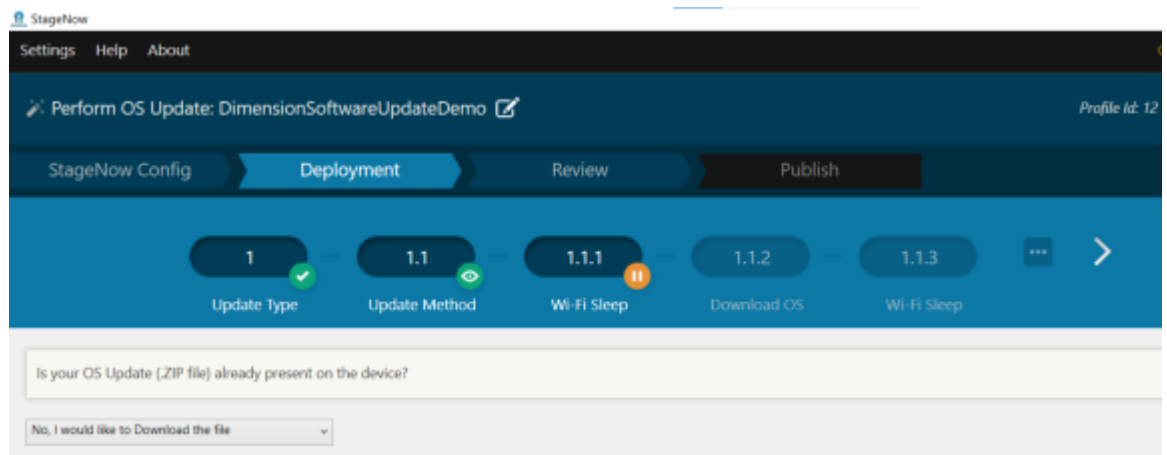 StageNow
Settings Help About
Perform OS Update: DimensionSoftwareUpdateDemo Profile Id: 12
StageNow Config Deployment Review Publish
1 1.1 1.1.1 1.1.2 1.1.3
Update Type Update Method Wi-Fi Sleep Download OS Wi-Fi Sleep
Is your OS Update (.ZIP file) already present on the device?
No, I would like to Download the file